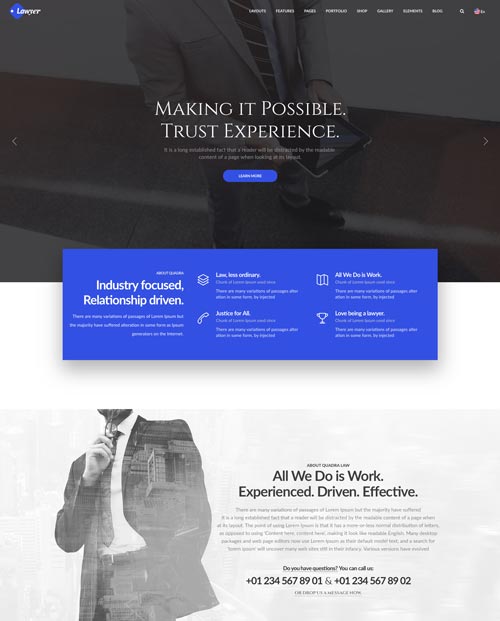 Lawyer
LAYOUTS FEATURES PAGES PORTFOLIO SHOP GALLERY ELEMENTS BLOG En
Making it Possible.
Trust Experience.
It is a long established fact that a reader will be distracted by the readable
content of a page when looking at its layout.
LEARN MORE
ABOUT QUADRA
Industry focused,
Relationship driven.
There are many variations of passages of Lorem Ipsum but
the majority have suffered alteration in some form as Ipsum
generators on the Internet.
Law, less ordinary.
Chunk of Lorem Ipsum used since
There are many variations of passages alter
ation in some form, by injected
All We Do is Work.
Chunk of Lorem Ipsum used since
There are many variations of passages alter
ation in some form, by injected
Justice for All.
Chunk of Lorem Ipsum used since
There are many variations of passages alter
ation in some form, by injected
Love being a lawyer.
Chunk of Lorem Ipsum used since
There are many variations of passages alter
ation in some form, by injected
ABOUT QUADRA LAW
All We Do is Work.
Experienced. Driven. Effective.
There are many variations of passages of Lorem Ipsum but the majority have suffered
It is a long established fact that a reader will be distracted by the readable content of a page when
at its layout. The point of using Lorem Ipsum is that it has a more-or-less normal distribution of letters,
as opposed to using 'Content here, content here', making it look like readable English. Many desktop
packages and web page editors now use Lorem Ipsum as their default model text, and a search for
'lorem ipsum' will uncover many web sites still in their infancy. Various versions have evolved
Do you have questions? You can call us:
+01 234 567 89 01 & +01 234 567 89 02
OR DROP US A MESSAGE NOW.